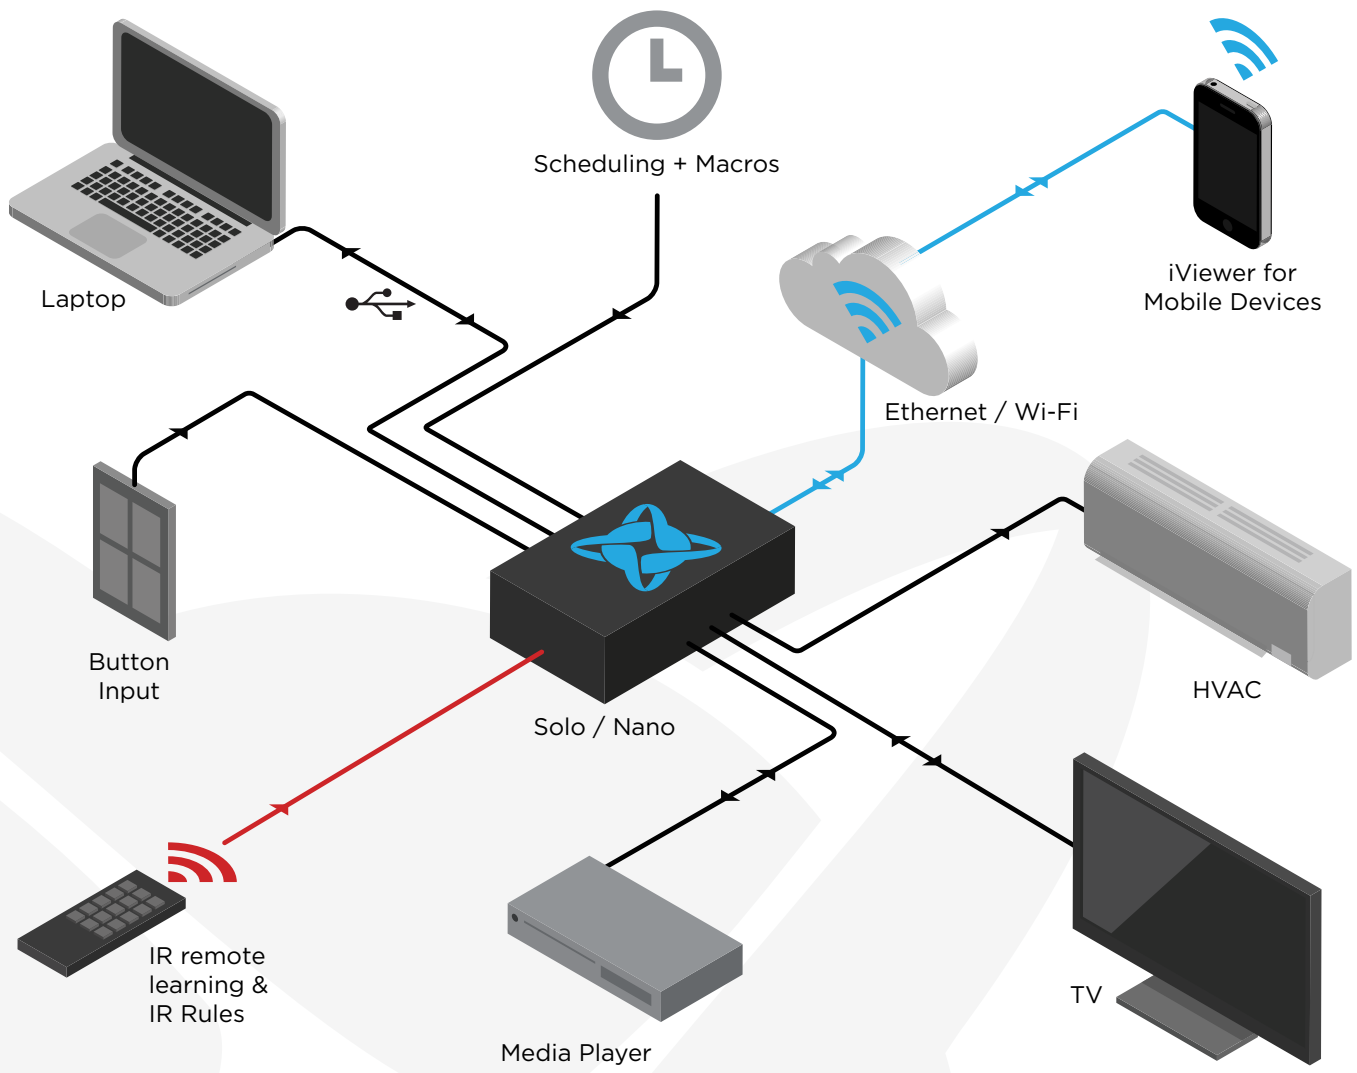 Scheduling + Macros
Laptop
iViewer for
Mobile Devices
Ethernet / Wi-Fi
Button
Input
HVAC
Solo / Nano
IR remote
learning &
IR Rules
TV
Media Player